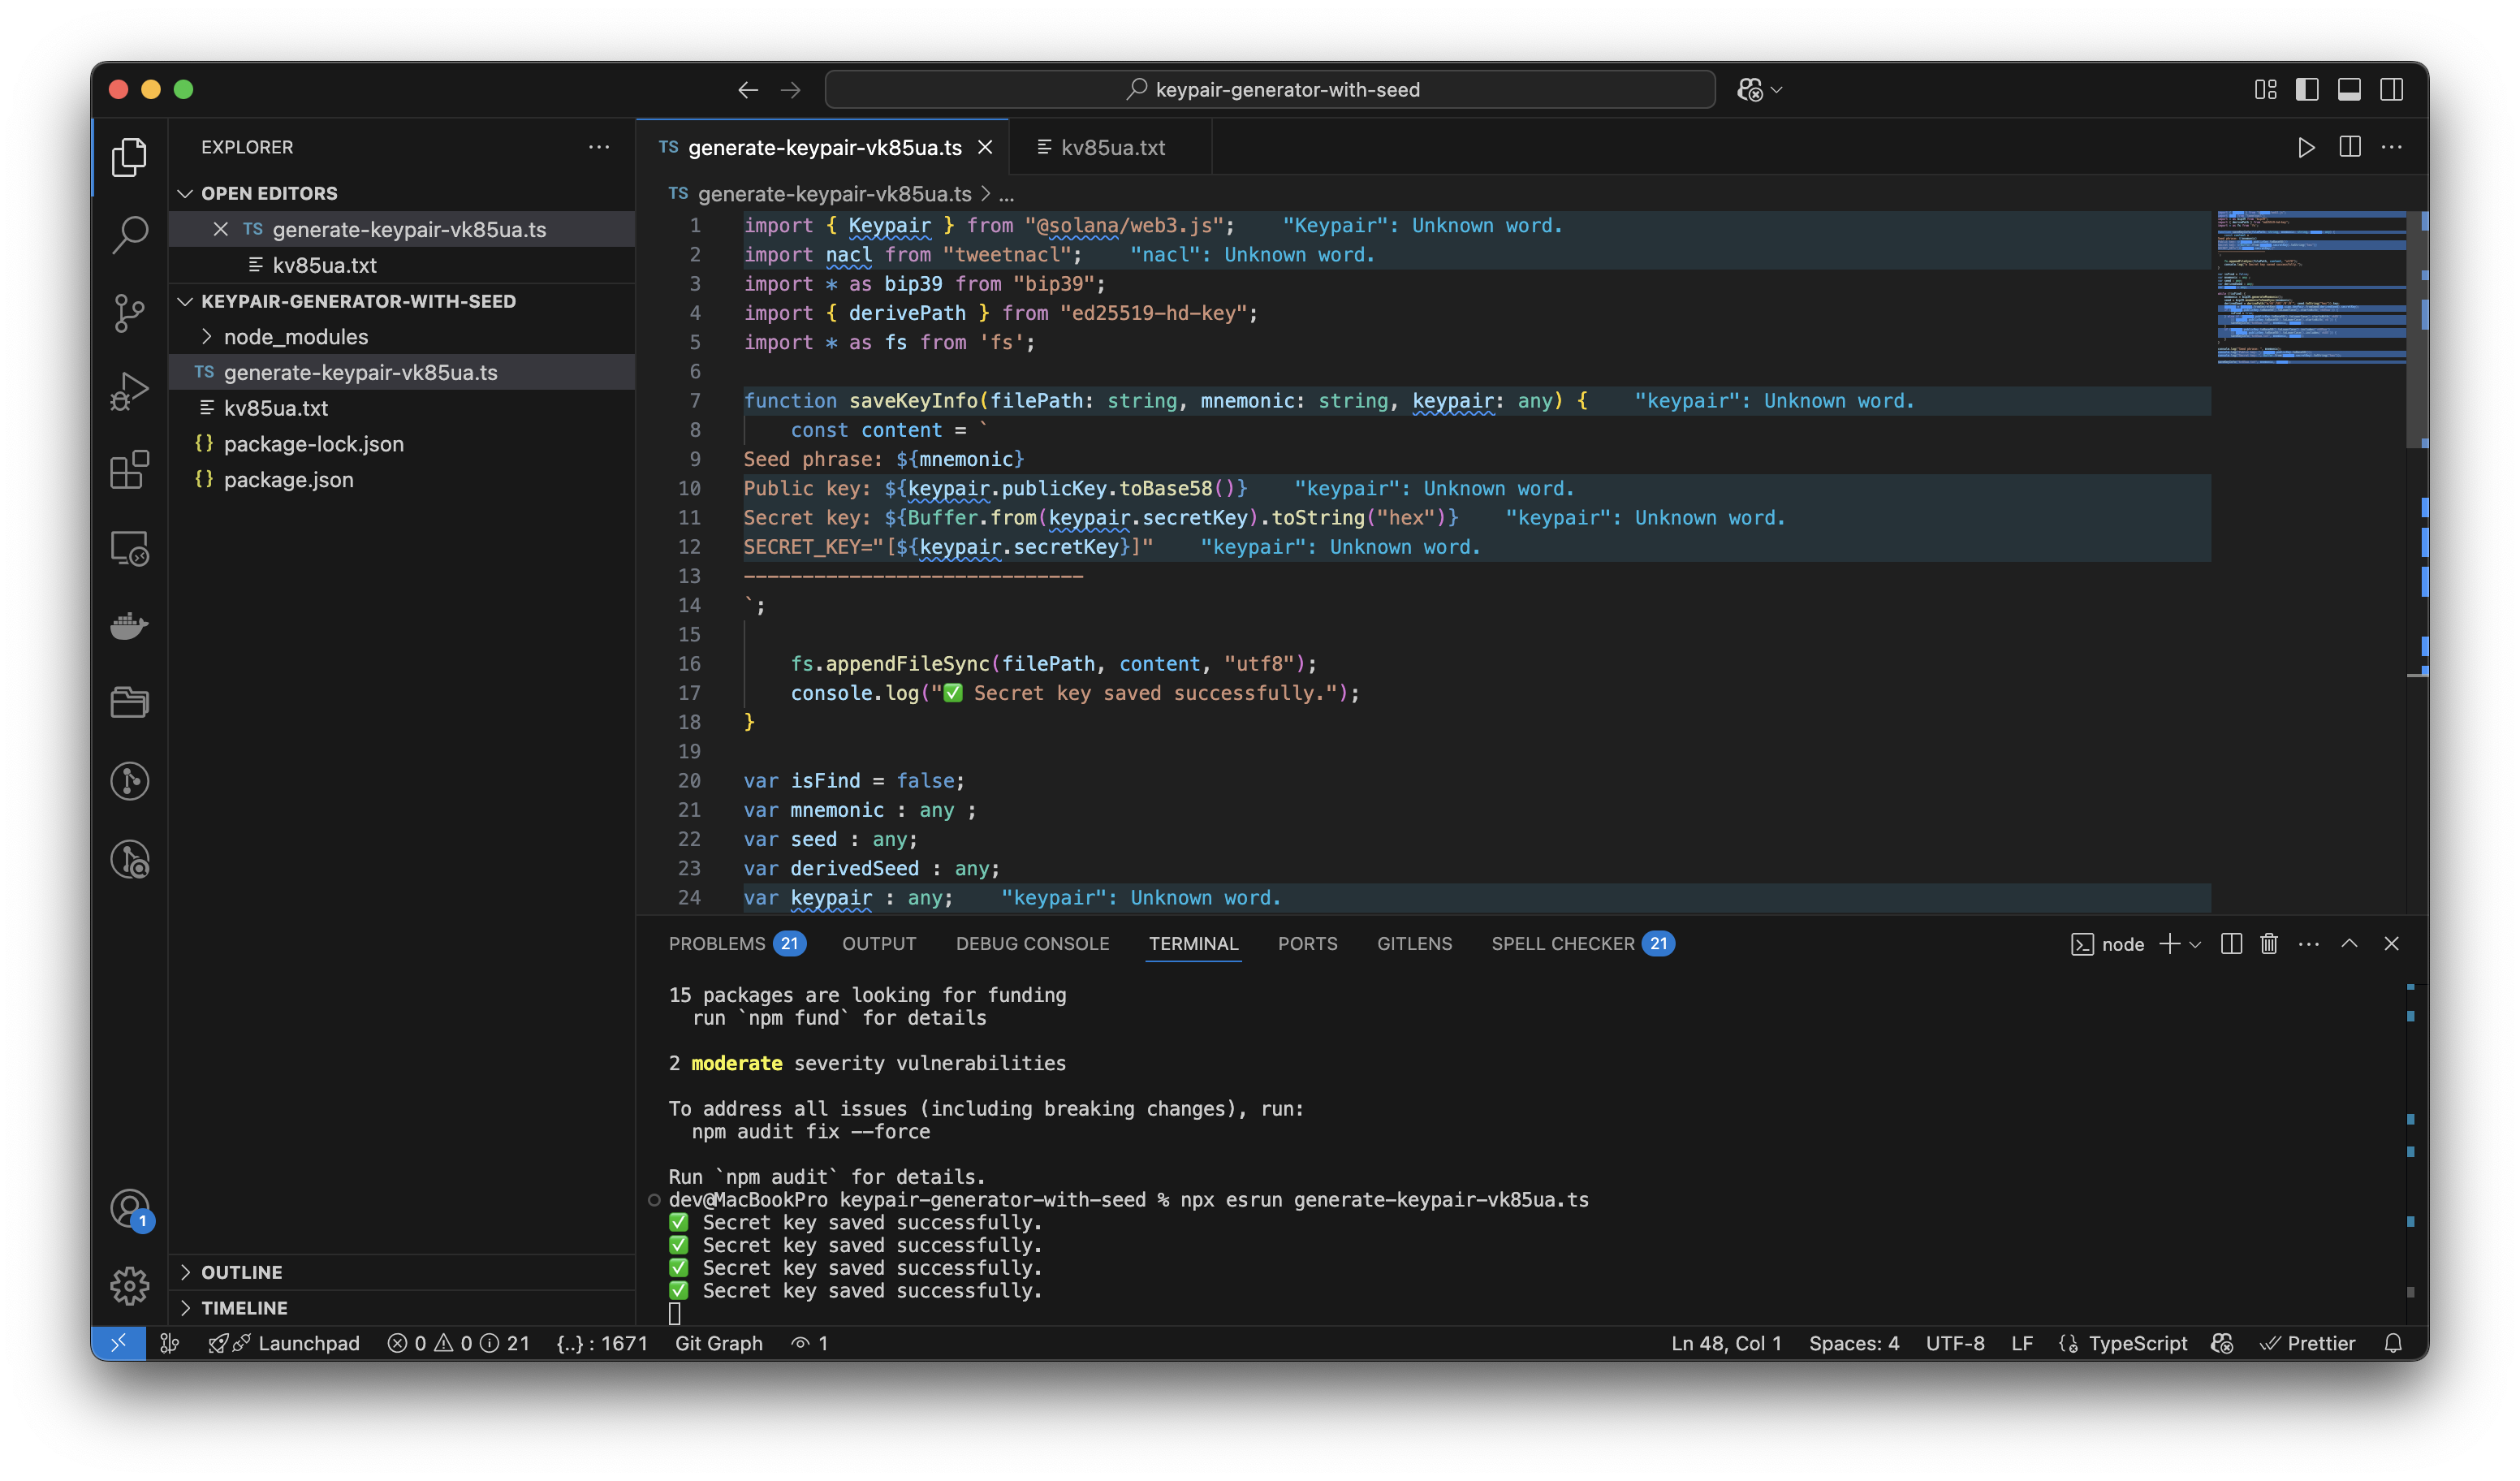 keypair-generator-with-seed
EXPLORER
OPEN EDITORS
TS generate-keypair-vk85ua.ts
kv85ua.txt
KEYPAIR-GENERATOR-WITH-SEED
node_modules
TS generate-keypair-vk85ua.ts
kv85ua.txt
{} package-lock.json
{} package.json
OUTLINE
TIMELINE
1
TS generate-keypair-vk85ua.ts
kv85ua.txt
TS generate-keypair-vk85ua.ts > ...
1 import { Keypair } from "@solana/web3.js"; "Keypair": Unknown word.
2 import nacl from "tweetnacl"; "nacl": Unknown word.
3 import * as bip39 from "bip39";
4 import { derivePath } from "ed25519-hd-key";
5 import * as fs from 'fs';
6
7 function saveKeyInfo(filePath: string, mnemonic: string, keypair: any) { "keypair": Unknown word.
8 const content = `
9 Seed phrase: ${mnemonic}
10 Public key: ${keypair.publicKey.toBase58()} "keypair": Unknown word.
11 Secret key: ${Buffer.from(keypair.secretKey).toString("hex")} "keypair": Unknown word.
12 SECRET_KEY="[${keypair.secretKey}]" "keypair": Unknown word.
13 -----------------------------
14 `;
15
16 fs.appendFileSync(filePath, content, "utf8");
17 console.log("✅ Secret key saved successfully.");
18 }
19
20 var isFind = false;
21 var mnemonic : any ;
22 var seed : any;
23 var derivedSeed : any;
24 var keypair : any; "keypair": Unknown word.
PROBLEMS 21 OUTPUT DEBUG CONSOLE TERMINAL PORTS GITLENS SPELL CHECKER 21 node
15 packages are looking for funding
run `npm fund` for details
2 moderate severity vulnerabilities
To address all issues (including breaking changes), run:
npm audit fix --force
Run `npm audit` for details.
dev@MacBookPro keypair-generator-with-seed % npx esrun generate-keypair-vk85ua.ts
✅ Secret key saved successfully.
✅ Secret key saved successfully.
✅ Secret key saved successfully.
✅ Secret key saved successfully.
Launchpad 0 0 21 {..} : 1671 Git Graph 1 Ln 48, Col 1 Spaces: 4 UTF-8 LF TypeScript Prettier